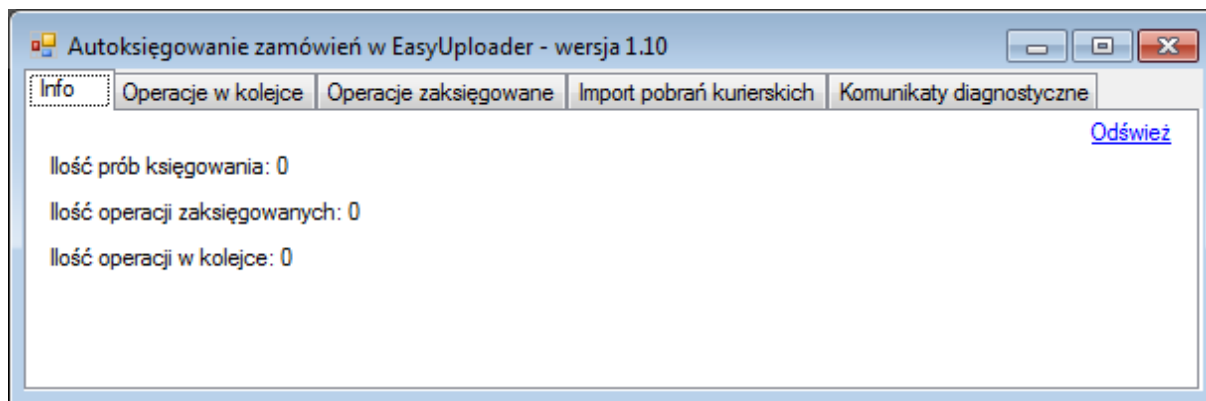 Autoksięgowanie zamówień w EasyUploader - wersja 1.10
Info Operacje w kolejce Operacje zaksięgowane Import pobrań kurierskich Komunikaty diagnostyczne
Odśwież
Ilość prób księgowania: 0
Ilość operacji zaksięgowanych: 0
Ilość operacji w kolejce: 0